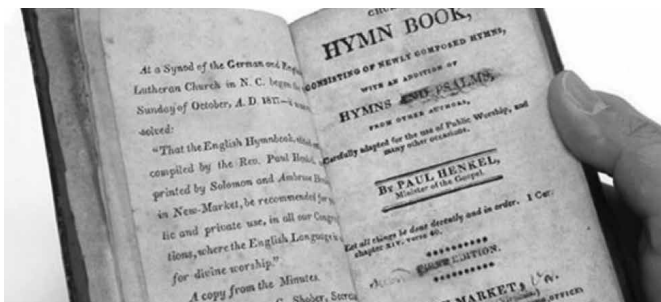 At a Synod of the German and
Lutheran Church in N. C. begun
Sunday of October, A. D. 1817—
solved:
"That the English Hymnbook,
compiled by the Rev. Paul Henkel,
printed by Solomon and Ambrose
in New-Market, be recommended
lic and private use, in all our
tions, where the English Language
for divine worship."
A copy from the Minutes.
G. Shober,
HYMN BOOK,
CONSISTING OF NEWLY COMPOSED HYMNS,
WITH AN ADDITION OF
HYMNS AND PSALMS,
FROM OTHER AUTHORS,
Carefully adapted for the use of Public Worship, and
many other occasions.
By PAUL HENKEL,
Minister of the Gospel.
Let all things be done decently and in order. 1 Cor:
chapter XIV. verse 40.
FIRST EDITION.
MARKET,